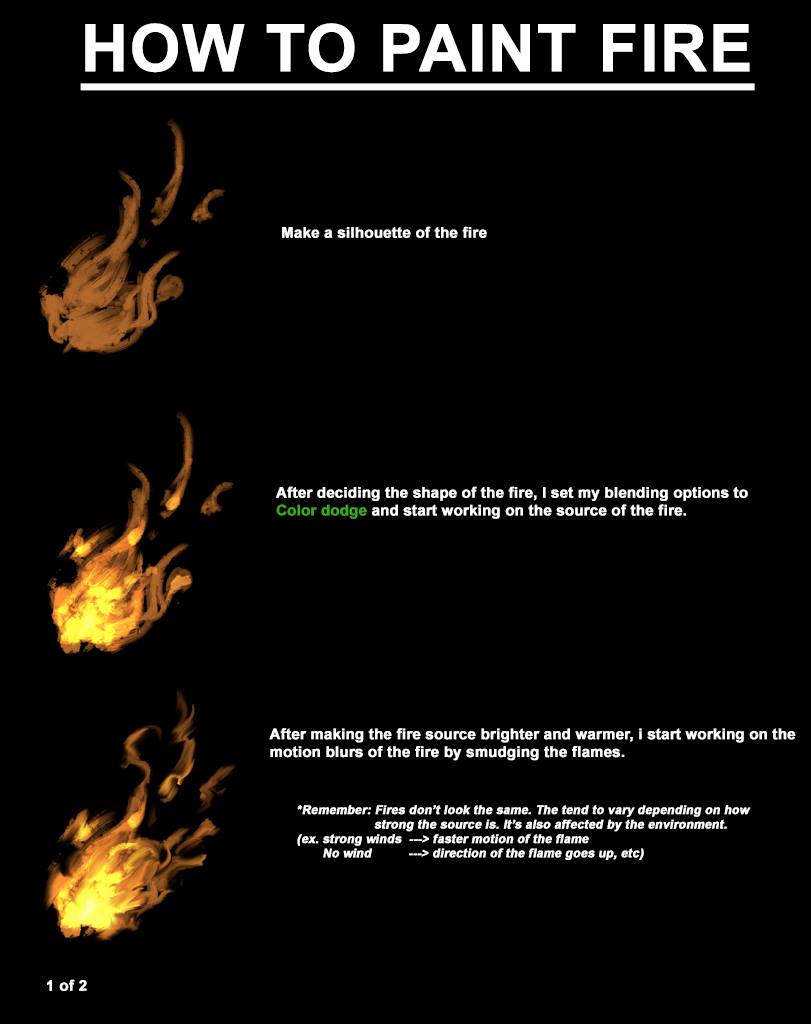 HOW TO PAINT FIRE
Make a silhouette of the fire
After deciding the shape of the fire, I set my blending options to
Color dodge and start working on the source of the fire.
After making the fire source brighter and warmer, i start working on the
motion blurs of the fire by smudging the flames.
*Remember: Fires don't look the same. The tend to vary depending on how
strong the source is. It's also affected by the environment.
(ex. strong winds ---> faster motion of the flame
No wind ---> direction of the flame goes up, etc)
1 of 2